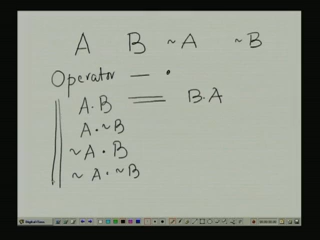 A B ~A ~B
Operator — ·
A·B B·A
A·~B
~A·B
~A·~B